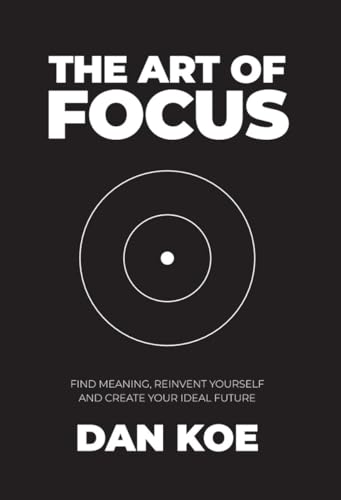 THE ART OF
FOCUS
FIND MEANING, REINVENT YOURSELF
AND CREATE YOUR IDEAL FUTURE
DAN KOE